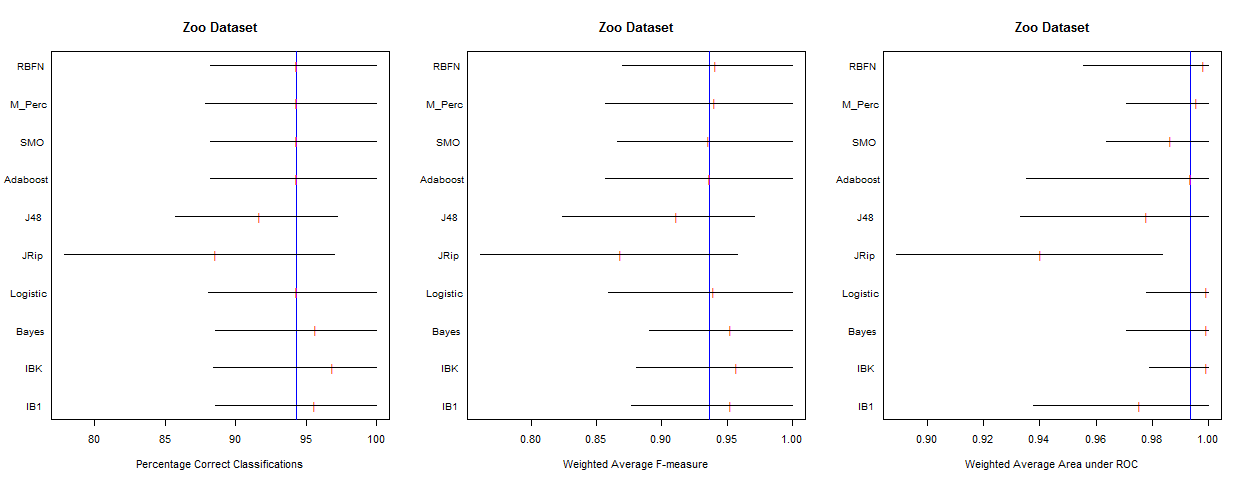 Zoo Dataset
RBFN
M_Perc
SMO
Adaboost
J48
JRip
Logistic
Bayes
IBK
IB1
80 85 90 95 100
Percentage Correct Classifications
Zoo Dataset
RBFN
M_Perc
SMO
Adaboost
J48
JRip
Logistic
Bayes
IBK
IB1
0.80 0.85 0.90 0.95 1.00
Weighted Average F-measure
Zoo Dataset
RBFN
M_Perc
SMO
Adaboost
J48
JRip
Logistic
Bayes
IBK
IB1
0.90 0.92 0.94 0.96 0.98 1.00
Weighted Average Area under ROC